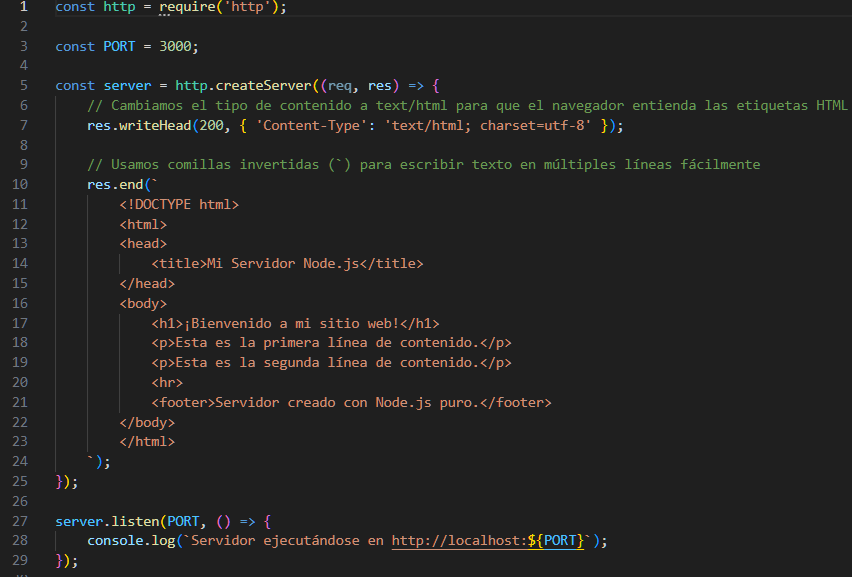 1 const http = require('http');
2
3 const PORT = 3000;
4
5 const server = http.createServer((req, res) => {
6     // Cambiamos el tipo de contenido a text/html para que el navegador entienda las etiquetas HTML
7     res.writeHead(200, { 'Content-Type': 'text/html; charset=utf-8' });
8
9     // Usamos comillas invertidas (`) para escribir texto en múltiples líneas fácilmente
10     res.end(`
11         <!DOCTYPE html>
12         <html>
13         <head>
14             <title>Mi Servidor Node.js</title>
15         </head>
16         <body>
17             <h1>¡Bienvenido a mi sitio web!</h1>
18             <p>Esta es la primera línea de contenido.</p>
19             <p>Esta es la segunda línea de contenido.</p>
20             <hr>
21             <footer>Servidor creado con Node.js puro.</footer>
22         </body>
23         </html>
24     `);
25 });
26
27 server.listen(PORT, () => {
28     console.log(`Servidor ejecutándose en http://localhost:${PORT}`);
29 });